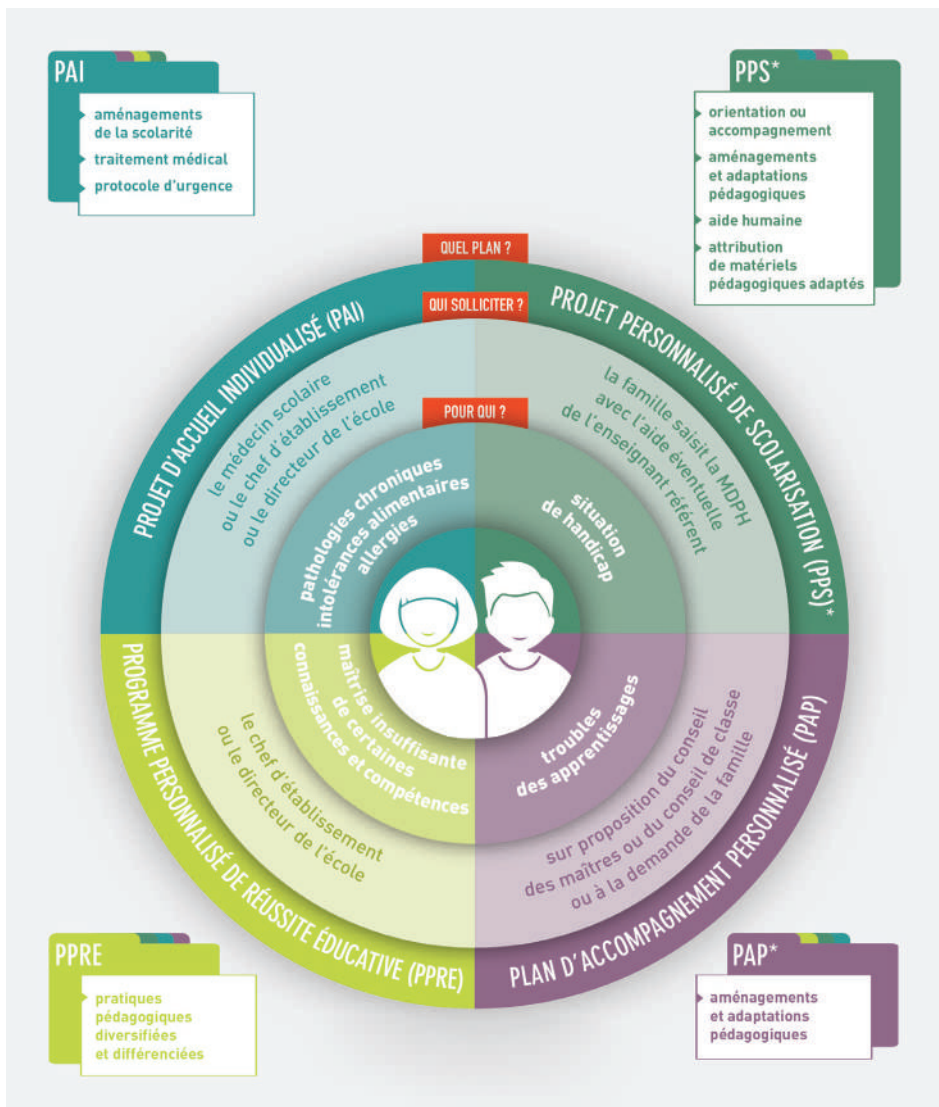 PAI
aménagements
de la scolarité
traitement médical
protocole d'urgence
PPS*
orientation ou
accompagnement
aménagements
et adaptations
pédagogiques
aide humaine
attribution
de matériels
pédagogiques adaptés
QUEL PLAN ?
QUI SOLLICITER ?
POUR QUI ?
PROJET D'ACCUEIL INDIVIDUALISÉ (PAI)
le médecin scolaire
ou le chef d'établissement
ou le directeur de l'école
pathologies chroniques
intolérances alimentaires
allergies
PROJET PERSONNALISÉ DE SCOLARISATION (PPS)*
la famille saisit la MDPH
avec l'aide éventuelle
de l'enseignant référent
situation
de handicap
PROGRAMME PERSONNALISÉ DE RÉUSSITE ÉDUCATIVE (PPRE)
le chef d'établissement
ou le directeur de l'école
maîtrise insuffisante
de certaines
connaissances et compétences
troubles
des apprentissages
sur proposition du conseil
des maîtres ou du conseil de classe
ou à la demande de la famille
PLAN D'ACCOMPAGNEMENT PERSONNALISÉ (PAP)
PPRE
pratiques
pédagogiques
diversifiées
et différenciées
PAP*
aménagements
et adaptations
pédagogiques